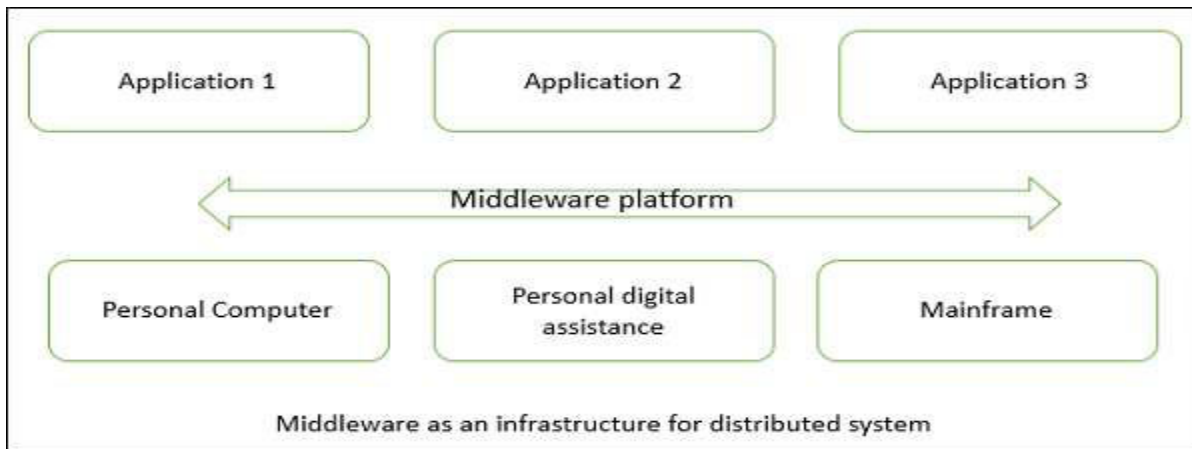 Application 1
Application 2
Application 3
Middleware platform
Personal Computer
Personal digital
assistance
Mainframe
Middleware as an infrastructure for distributed system